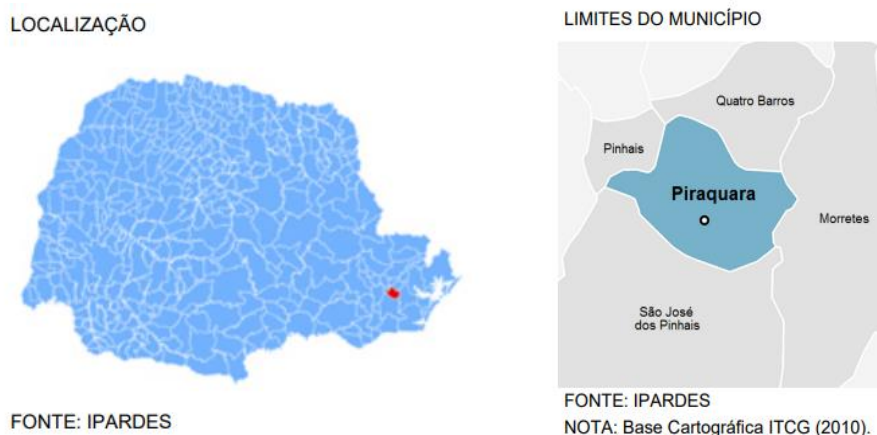 LOCALIZAÇÃO
FONTE: IPARDES
LIMITES DO MUNICÍPIO
Quatro Barros
Pinhais
Piraquara
Morretes
São José
dos Pinhais
FONTE: IPARDES
NOTA: Base Cartográfica ITCG (2010).